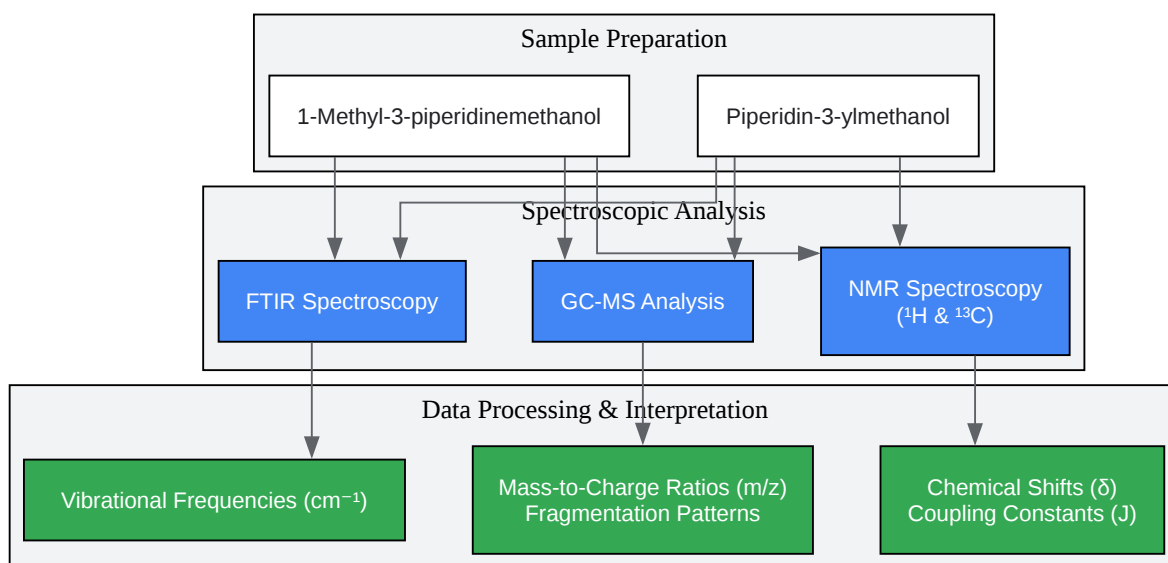 Sample Preparation
1-Methyl-3-piperidinemethanol
Piperidin-3-ylmethanol
Spectroscopic Analysis
FTIR Spectroscopy
GC-MS Analysis
NMR Spectroscopy
(¹H & ¹³C)
Data Processing & Interpretation
Vibrational Frequencies (cm⁻¹)
Mass-to-Charge Ratios (m/z)
Fragmentation Patterns
Chemical Shifts (δ)
Coupling Constants (J)